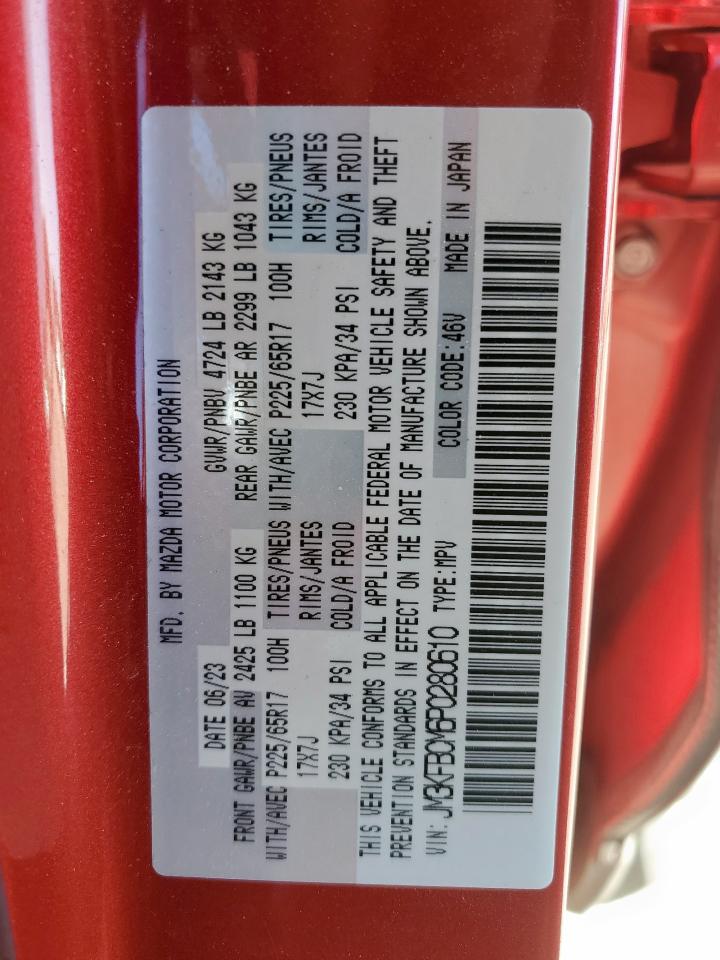 MFD. BY MAZDA MOTOR CORPORATION
DATE 06/23 GVWR/PNBV 4724 LB 2143 KG
FRONT GAWR/PNBE AV 2425 LB 1100 KG REAR GAWR/PNBE AR 2299 LB 1043 KG
WITH/AVEC P225/65R17 100H TIRES/PNEUS WITH/AVEC P225/65R17 100H TIRES/PNEUS
17X7J RIMS/JANTES 17X7J RIMS/JANTES
230 KPA/34 PSI COLD/A FROID 230 KPA/34 PSI COLD/A FROID
THIS VEHICLE CONFORMS TO ALL APPLICABLE FEDERAL MOTOR VEHICLE SAFETY AND THEFT
PREVENTION STANDARDS IN EFFECT ON THE DATE OF MANUFACTURE SHOWN ABOVE.
VIN: JM3KFBCM6P0280610 TYPE:MPV COLOR CODE:46V MADE IN JAPAN